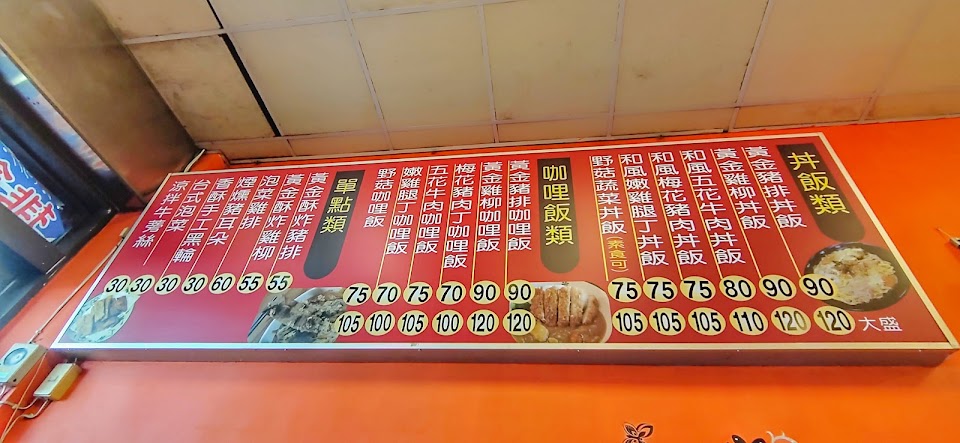 丼飯類
黃金豬排丼飯 90 120 大盛
黃金雞柳丼飯 90 120
和風五花牛肉丼飯 80 110
和風梅花豬肉丼飯 75 105
和風嫩雞腿丁丼飯 75 105
野菇蔬菜丼飯(素食可) 75 105
咖哩飯類
黃金豬排咖哩飯 90 120
黃金雞柳咖哩飯 90 120
梅花豬肉丁咖哩飯 70 100
五花牛肉咖哩飯 75 105
嫩雞腿丁咖哩飯 70 100
野菇咖哩飯 75 105
單點類
黃金酥炸豬排 55
黃金酥炸雞柳 55
泡菜雞排 60
煙燻豬耳朵 30
香酥手工黑輪 30
台式泡菜 30
涼拌牛蒡絲 30